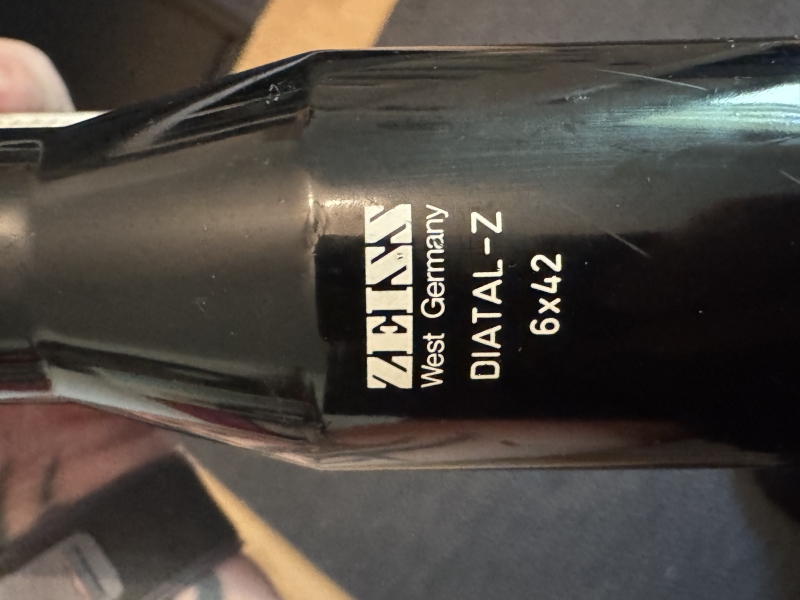 ZEISS
West Germany
DIATAL-Z
6x42